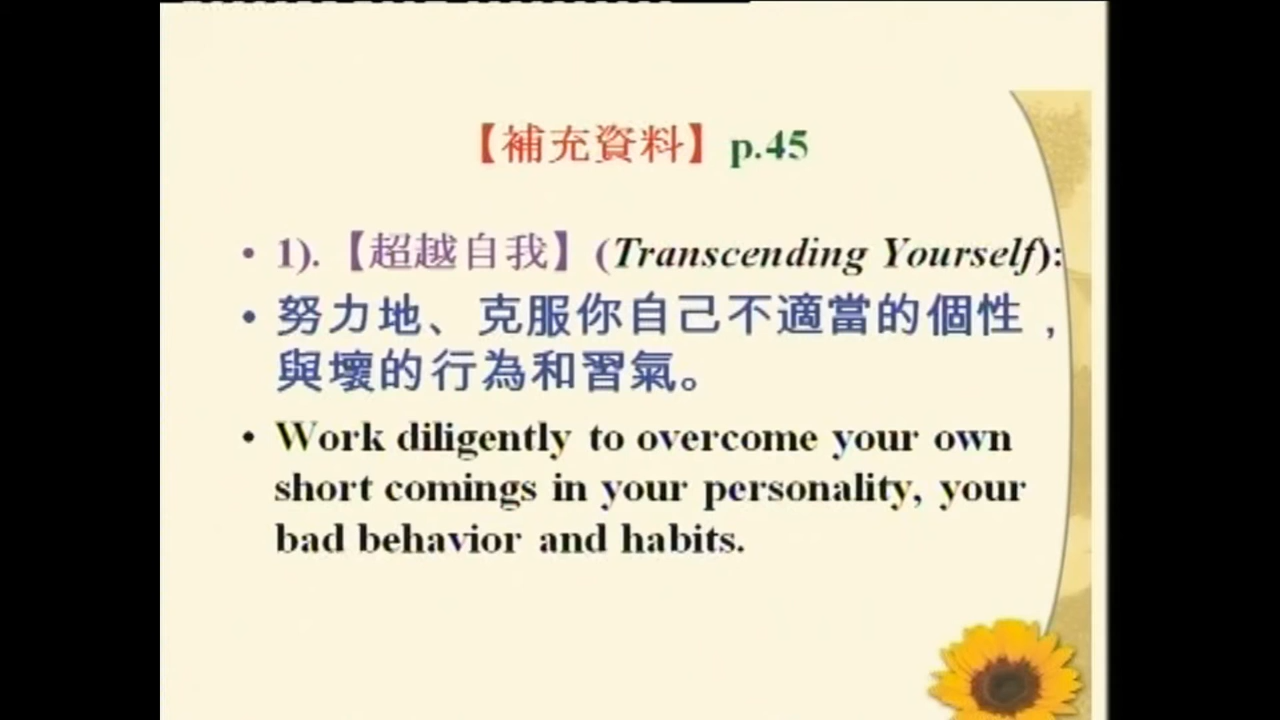 【補充資料】p.45
• 1).【超越自我】(Transcending Yourself):
• 努力地、克服你自己不適當的個性，
與壞的行為和習氣。
• Work diligently to overcome your own
short comings in your personality, your
bad behavior and habits.